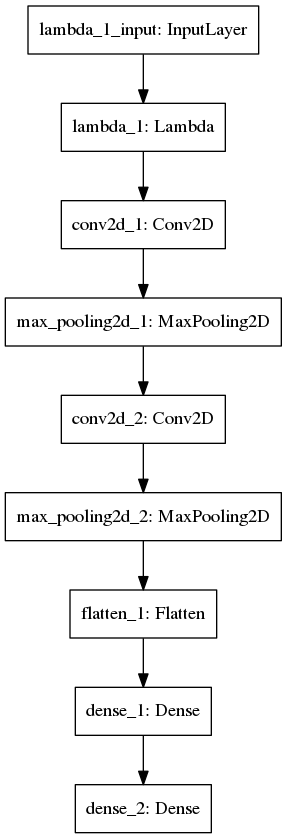 lambda_1_input: InputLayer
lambda_1: Lambda
conv2d_1: Conv2D
max_pooling2d_1: MaxPooling2D
conv2d_2: Conv2D
max_pooling2d_2: MaxPooling2D
flatten_1: Flatten
dense_1: Dense
dense_2: Dense